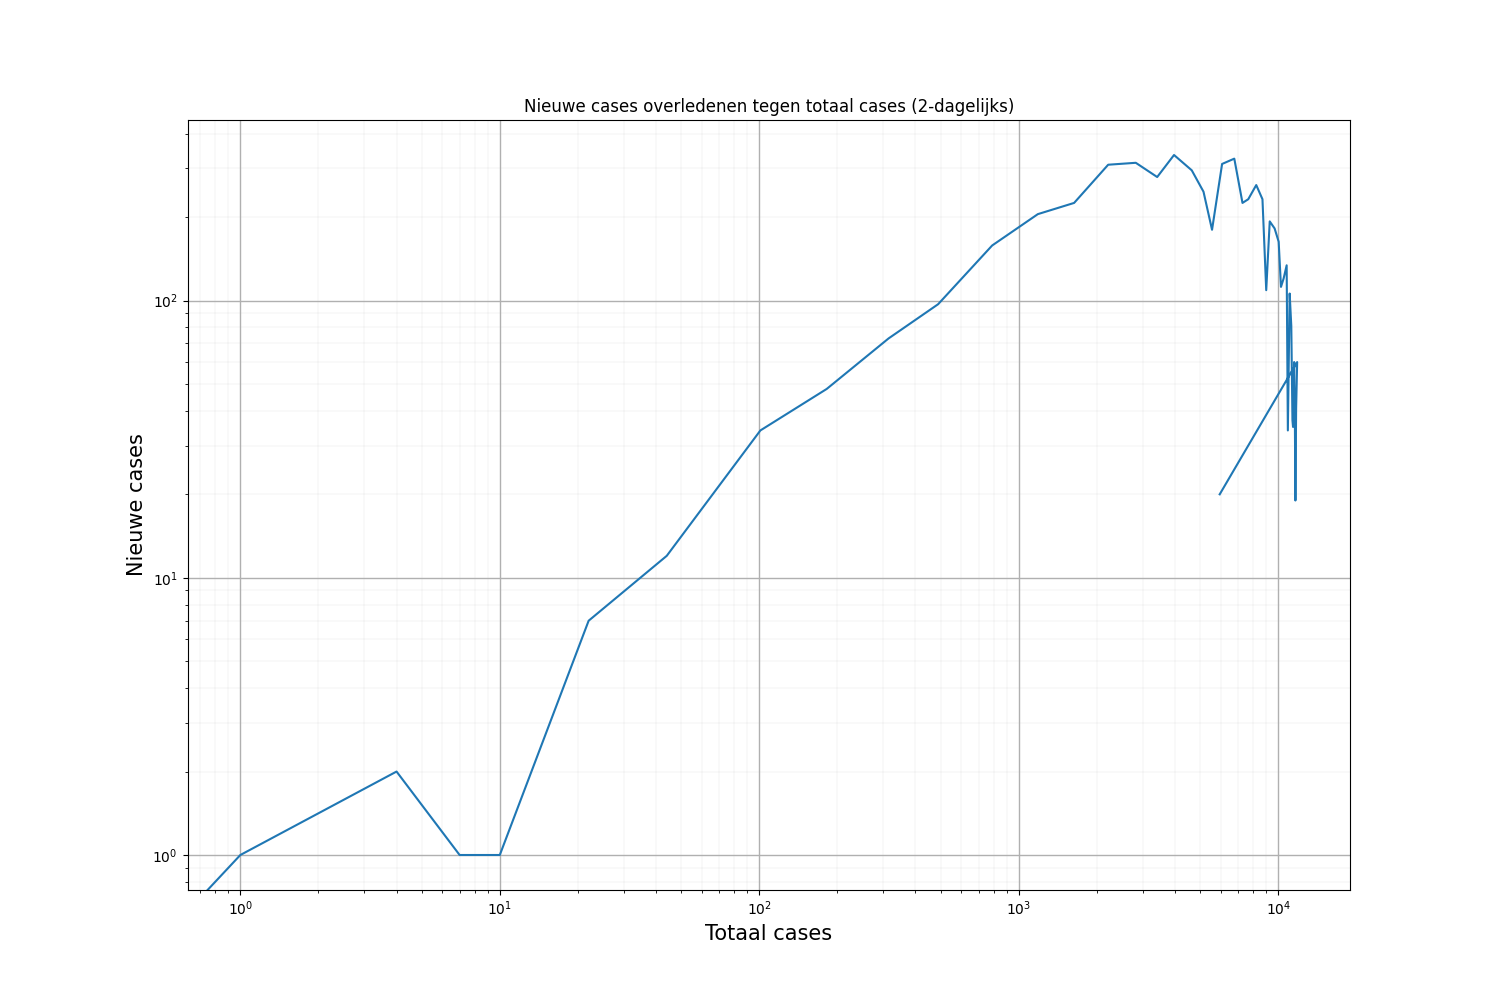 Nieuwe cases overledenen tegen totaal cases (2-dagelijks)
Nieuwe cases
10²
10¹
10⁰
10⁰ 10¹ 10² 10³ 10⁴
Totaal cases